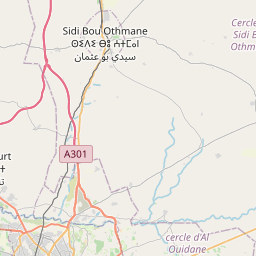 Sidi Bou Othmane
ⵙⵉⴷⵉ ⴱⵓ ⵄⵜⵎⴰⵏ
سيدي بو عثمان
Cercle
Sidi B
Othm
A301
urt
cercle d'Al
Ouidane